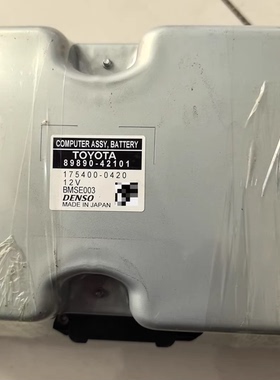 COMPUTER ASSY, BATTERY
TOYOTA
89890-42101
175400-0420
12V
BMSE003
DENSO
MADE IN JAPAN